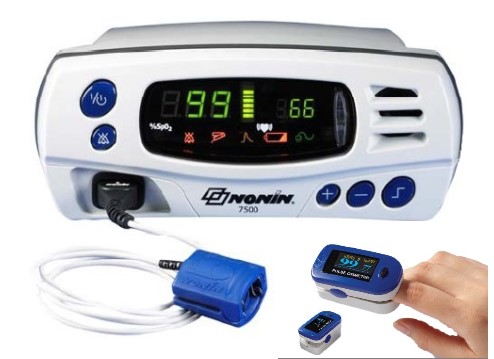 99 66
%SpO₂
NONIN.
7500
99
PULSE OXIMETER